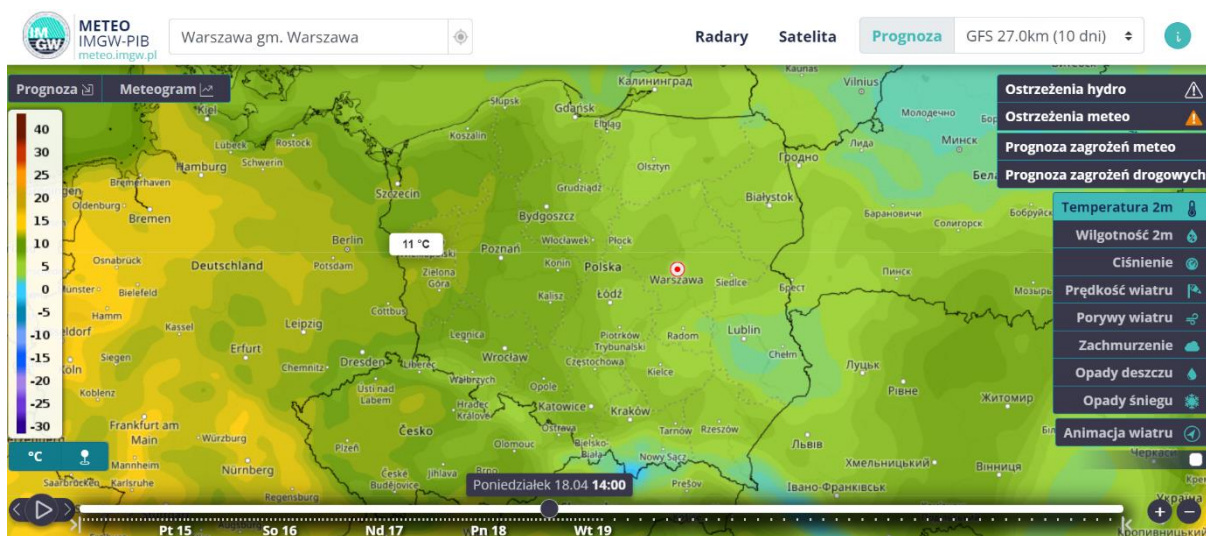 METEO
IMGW-PIB
meteo.imgw.pl
IMGW
Warszawa gm. Warszawa
Radary
Satelita
Prognoza
GFS 27.0km (10 dni)
i
Prognoza
Meteogram
Ostrzeżenia hydro
Ostrzeżenia meteo
Prognoza zagrożeń meteo
Prognoza zagrożeń drogowych
Temperatura 2m
Wilgotność 2m
Ciśnienie
Prędkość wiatru
Porywy wiatru
Zachmurzenie
Opady deszczu
Opady śniegu
Animacja wiatru
40
30
25
20
15
10
5
0
-5
-10
-15
-20
-25
-30
°C
Kaunas
Vilnius
Калининград
Kiel
Słupsk
Gdańsk
Elbląg
Koszalin
Молодечно
Минск
Лида
Гродно
Lübeck
Rostock
Hamburg
Schwerin
Olsztyn
Bremerhaven
Szczecin
Grudziądz
Białystok
Oldenburg
Bremen
Bydgoszcz
Барановичи
Солигорск
Бобруйск
Berlin
11 °C
Poznań
Włocławek
Płock
Osnabrück
Deutschland
Potsdam
Zielona
Góra
Konin
Polska
Warszawa
Siedlce
Брест
Пинск
Мозырь
Münster
Bielefeld
Kalisz
Łódź
Hamm
Cottbus
Kassel
Leipzig
Legnica
Piotrków
Trybunalski
Radom
Lublin
Erfurt
Siegen
Chemnitz
Dresden
Liberec
Wrocław
Częstochowa
Kielce
Chełm
Луцьк
Köln
Koblenz
Ústí nad
Labem
Wałbrzych
Opole
Рівне
Житомир
Hradec
Králové
Katowice
Kraków
Frankfurt am
Main
Würzburg
Česko
Ostrava
Bielsko-
Biała
Tarnów
Rzeszów
Львів
Plzeň
Olomouc
Nowy Sącz
Mannheim
Nürnberg
Хмельницький
Вінниця
Черкаси
Saarbrücken
Karlsruhe
České
Budějovice
Jihlava
Brno
Poniedziałek 18.04 14:00
Prešov
Івано-Франківськ
Regensburg
Україна
Pt 15
So 16
Nd 17
Pn 18
Wt 19
Кропивницький